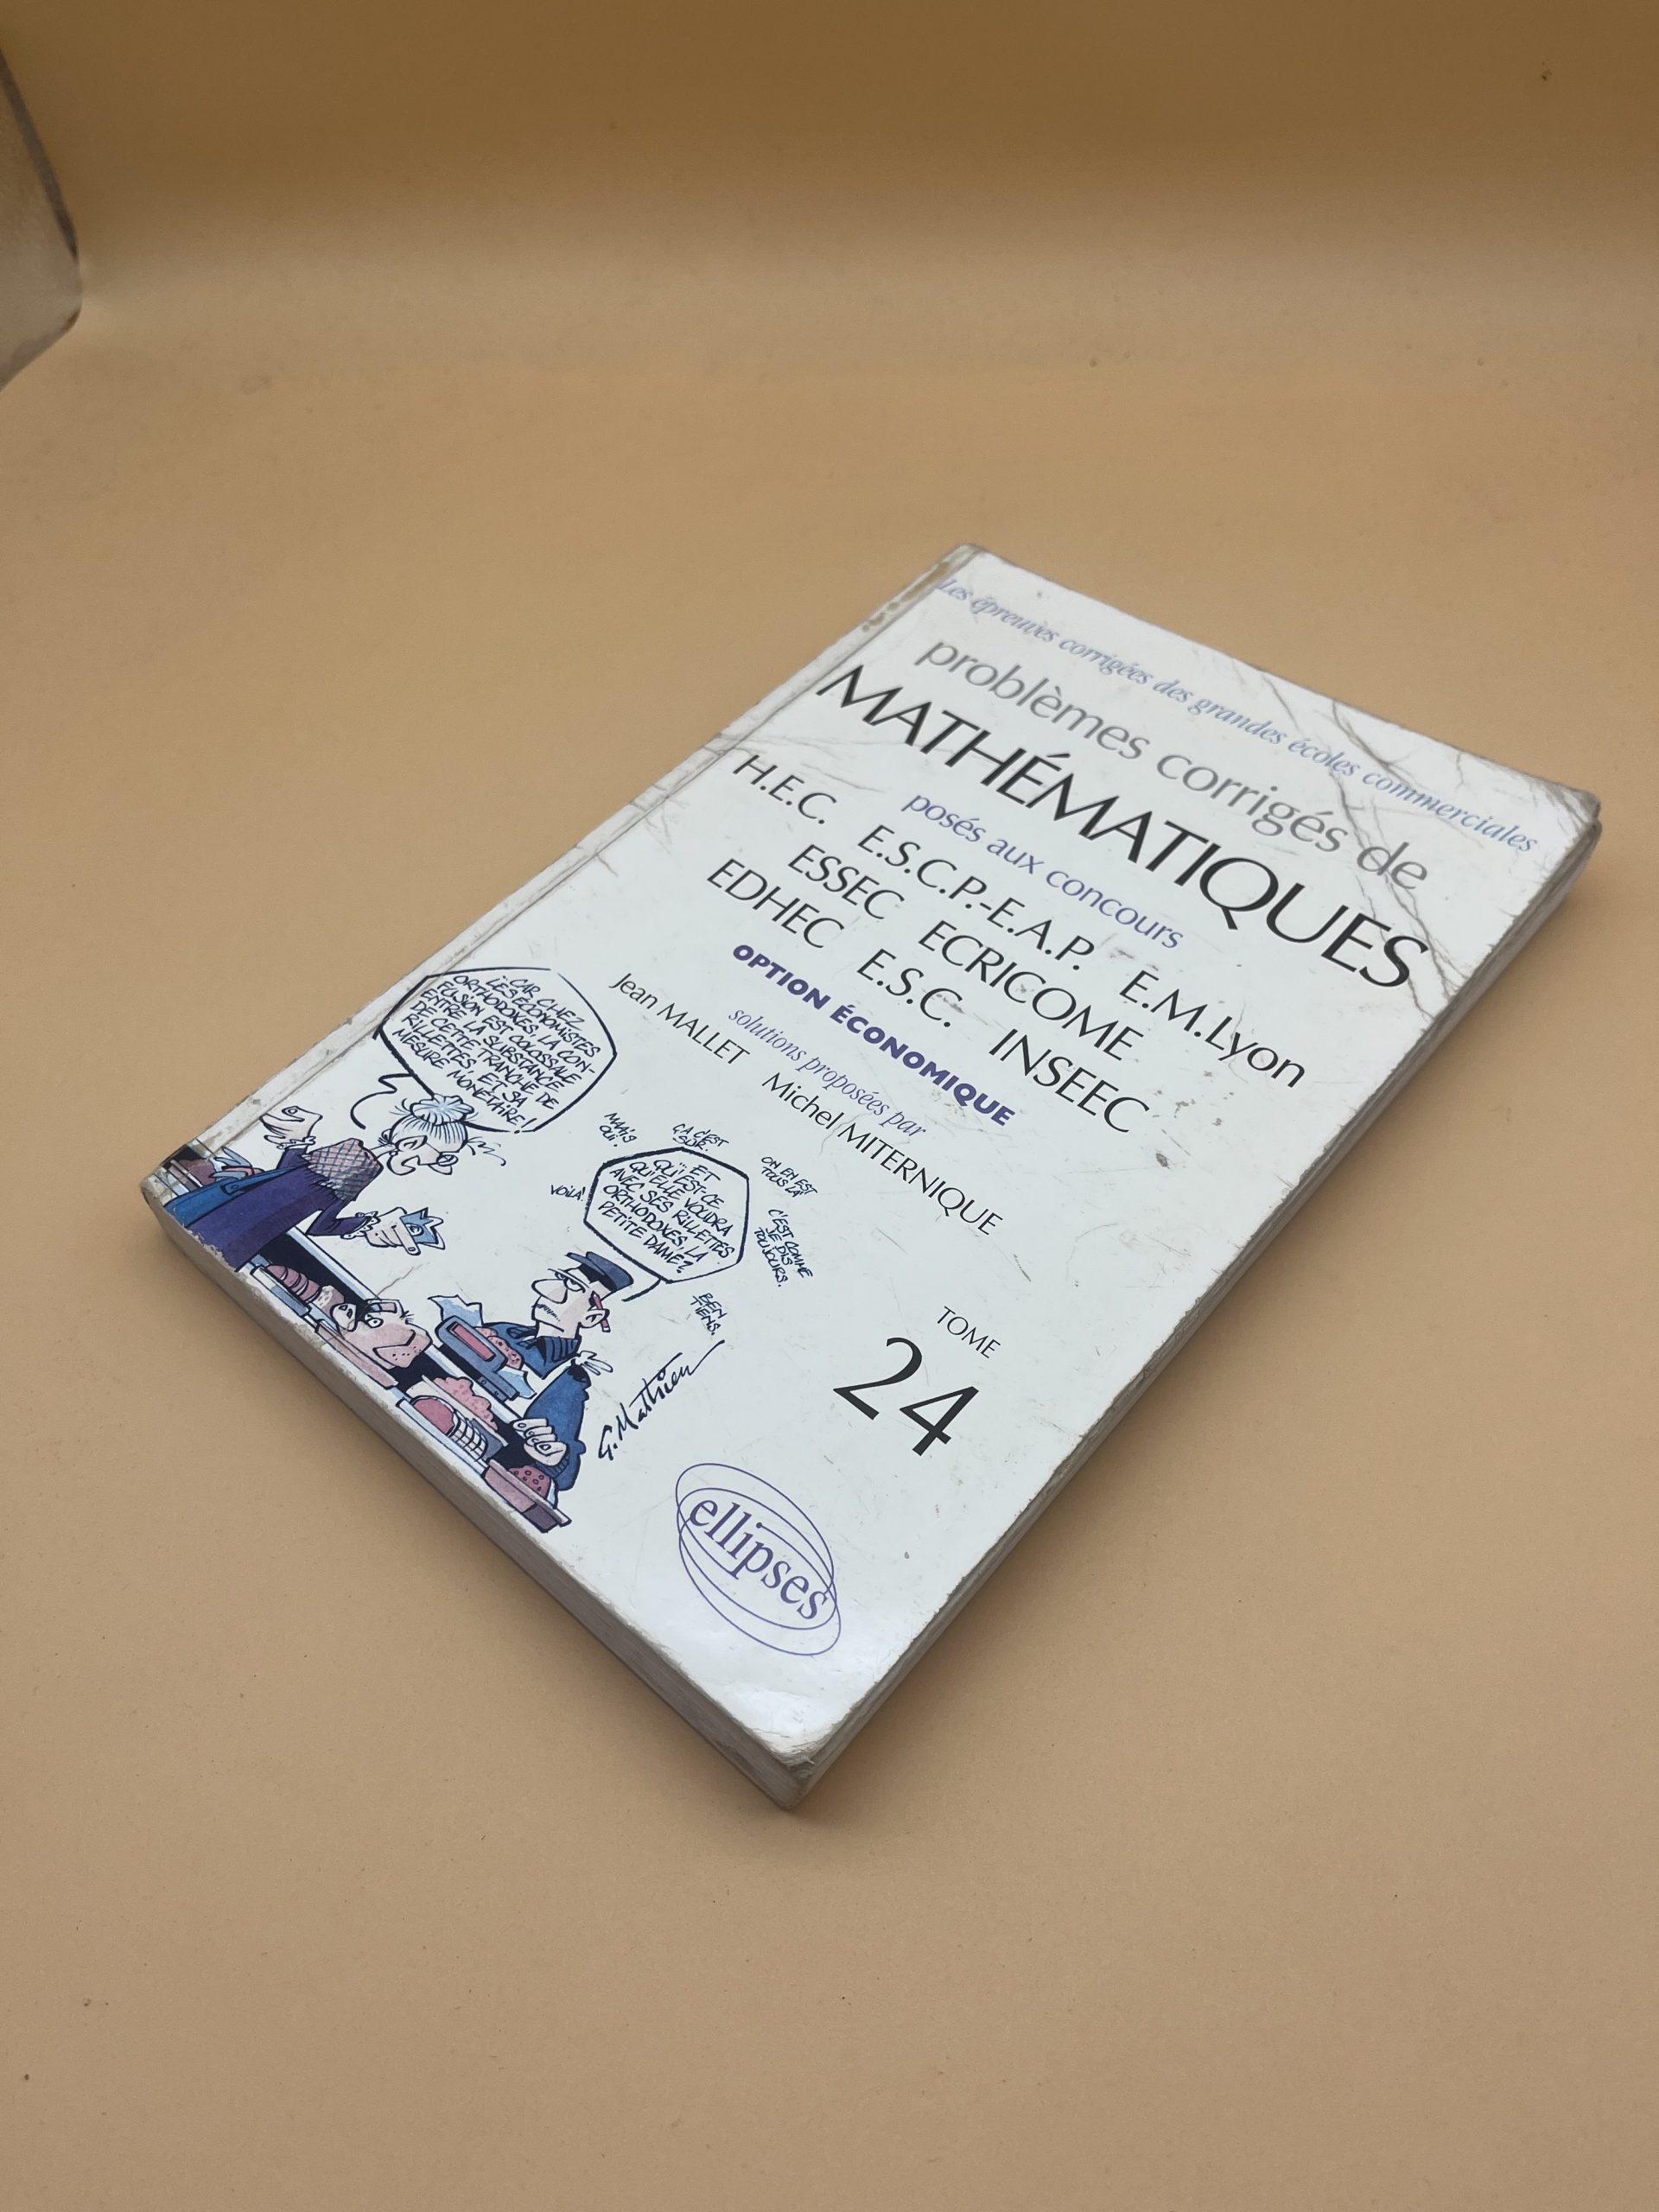 Les épreuves corrigées des grandes écoles commerciales
problèmes corrigés de
MATHÉMATIQUES
posés aux concours
H.E.C. E.S.C.P.-E.A.P. E.M.Lyon
ESSEC ECRICOME
EDHEC E.S.C. INSEEC
OPTION ÉCONOMIQUE
solutions proposées par
Jean MALLET Michel MITERNIQUE
"CAR CHEZ
LES ÉCONOMISTES
ORTHODOXES, LA CON-
FUSION EST COLOSSALE
ENTRE LA SUBSTANCE
DE CETTE TRANCHE DE
RILLETTES, ET SA
MESURE MONÉTAIRE!
MAIS
OUI!
ÇA C'EST
SÛR.
ON EN EST
TOUS LÀ
VOILÀ!
"ET
QU'EST-CE
QU'ELLE VOUDRA
AVEC SES RILLETTES
ORTHODOXES, LA
PETITE DAME?
C'EST COMME
JE DIS
TOUJOURS.
BEN
TIENS.
G. Mathieu
TOME
24
ellipses